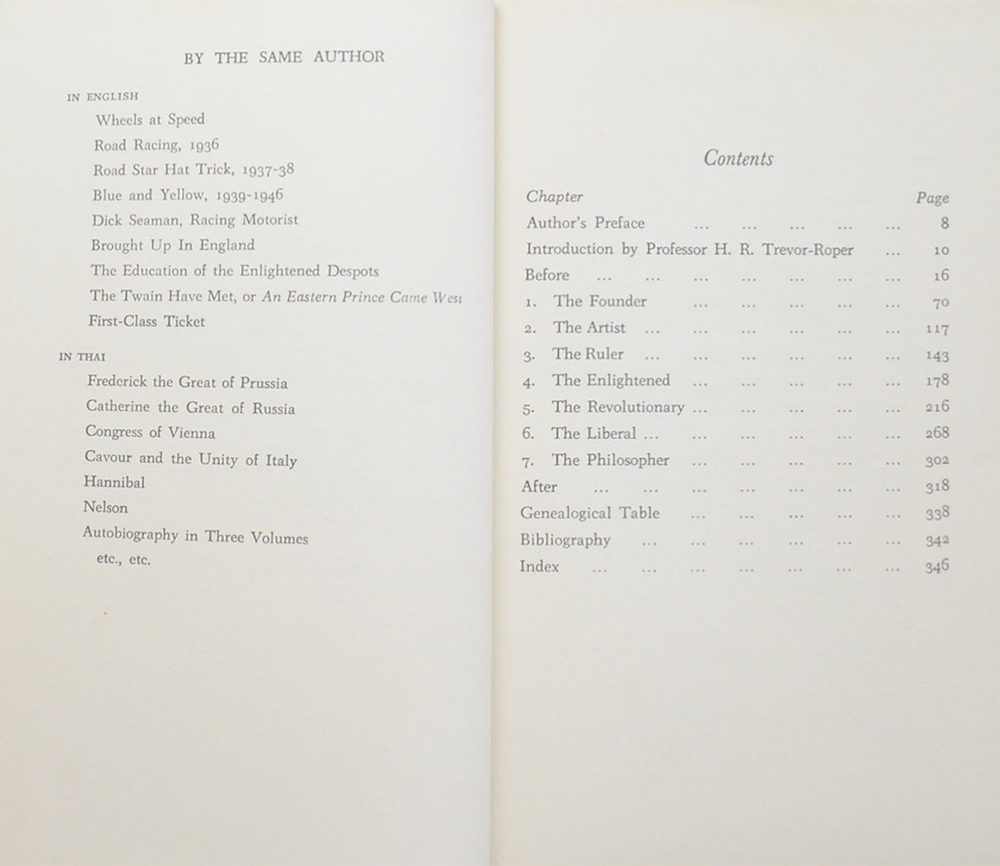 BY THE SAME AUTHOR
IN ENGLISH
Wheels at Speed
Road Racing, 1936
Road Star Hat Trick, 1937-38
Blue and Yellow, 1939-1946
Dick Seaman, Racing Motorist
Brought Up In England
The Education of the Enlightened Despots
The Twain Have Met, or An Eastern Prince Came West
First-Class Ticket
IN THAI
Frederick the Great of Prussia
Catherine the Great of Russia
Congress of Vienna
Cavour and the Unity of Italy
Hannibal
Nelson
Autobiography in Three Volumes
etc., etc.
Contents
Chapter Page
Author's Preface ... ... ... ... ... 8
Introduction by Professor H. R. Trevor-Roper ... 10
Before ... ... ... ... ... ... ... 16
1. The Founder ... ... ... ... ... 70
2. The Artist ... ... ... ... ... ... 117
3. The Ruler ... ... ... ... ... ... 143
4. The Enlightened ... ... ... ... ... 178
5. The Revolutionary ... ... ... ... ... 216
6. The Liberal ... ... ... ... ... ... 268
7. The Philosopher ... ... ... ... ... 302
After ... ... ... ... ... ... ... 318
Genealogical Table ... ... ... ... ... 338
Bibliography ... ... ... ... ... ... 342
Index ... ... ... ... ... ... ... 346